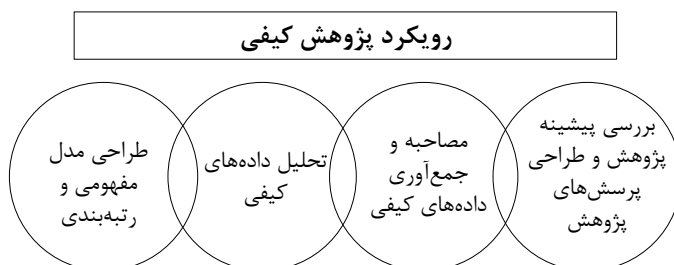 رویکرد پژوهش کیفی
بررسی پیشینه
پژوهش و طراحی
پرسش‌های
پژوهش
مصاحبه و
جمع‌آوری
داده‌های کیفی
تحلیل داده‌های
کیفی
طراحی مدل
مفهومی و
رتبه‌بندی